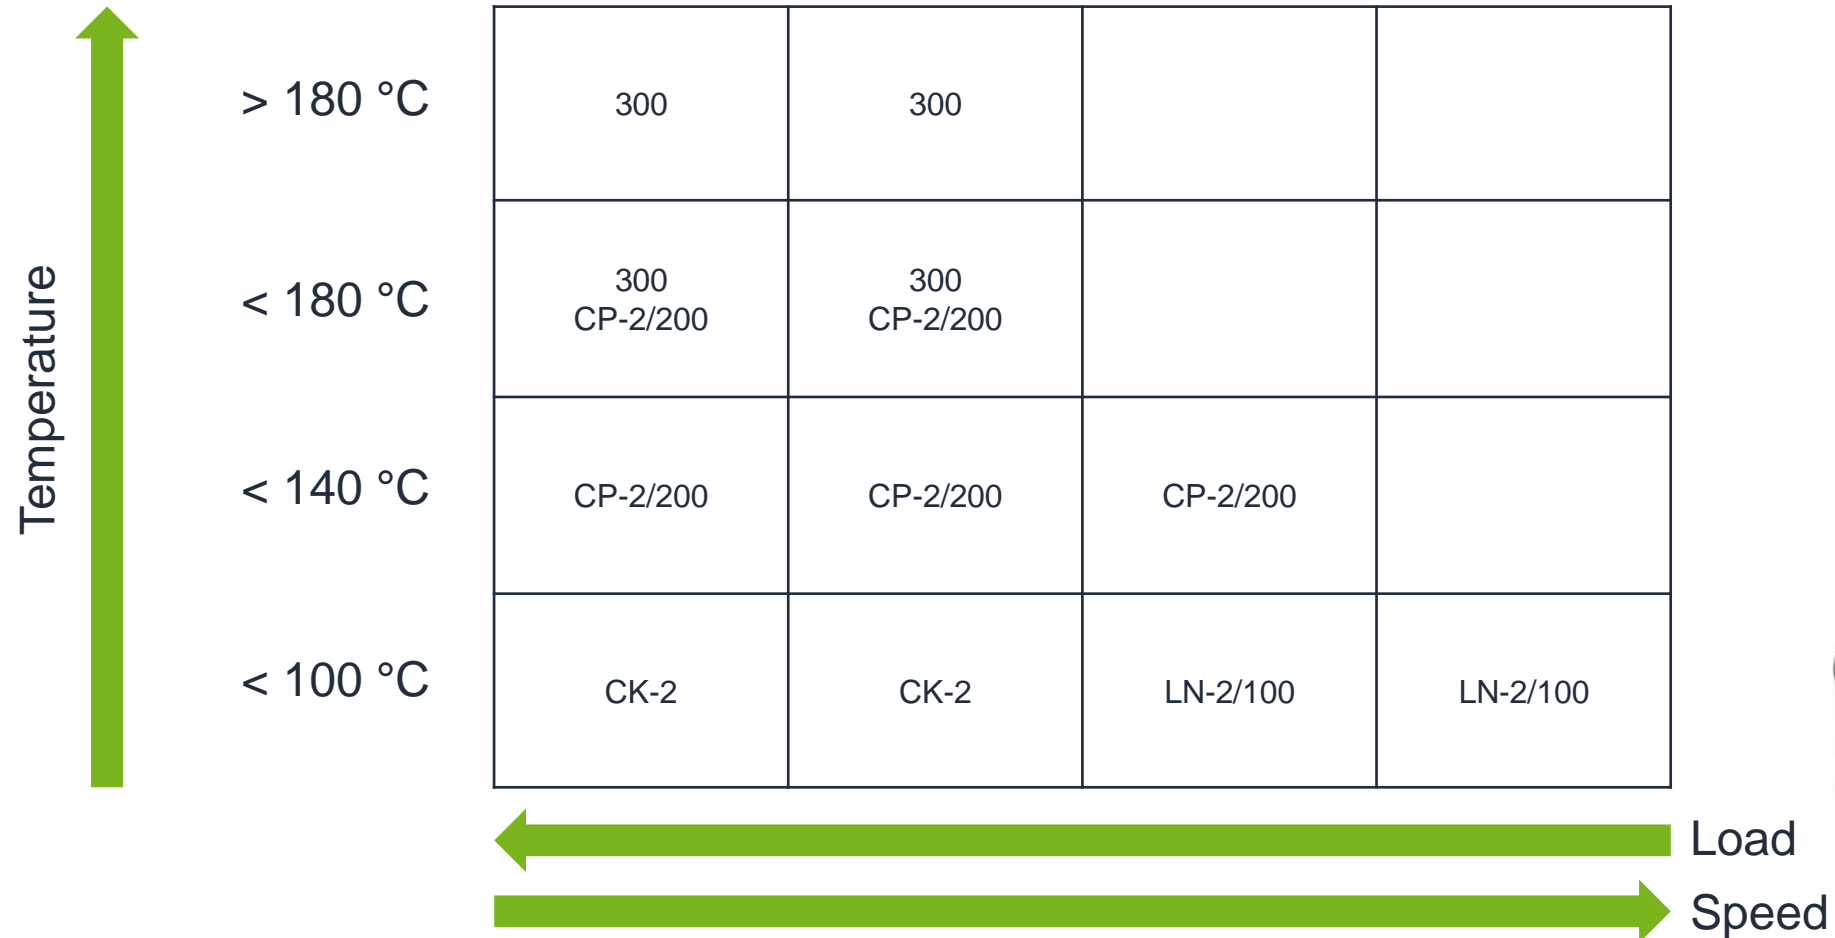 Temperature
> 180 °C
300
300
< 180 °C
300
CP-2/200
300
CP-2/200
< 140 °C
CP-2/200
CP-2/200
CP-2/200
< 100 °C
CK-2
CK-2
LN-2/100
LN-2/100
Load
Speed